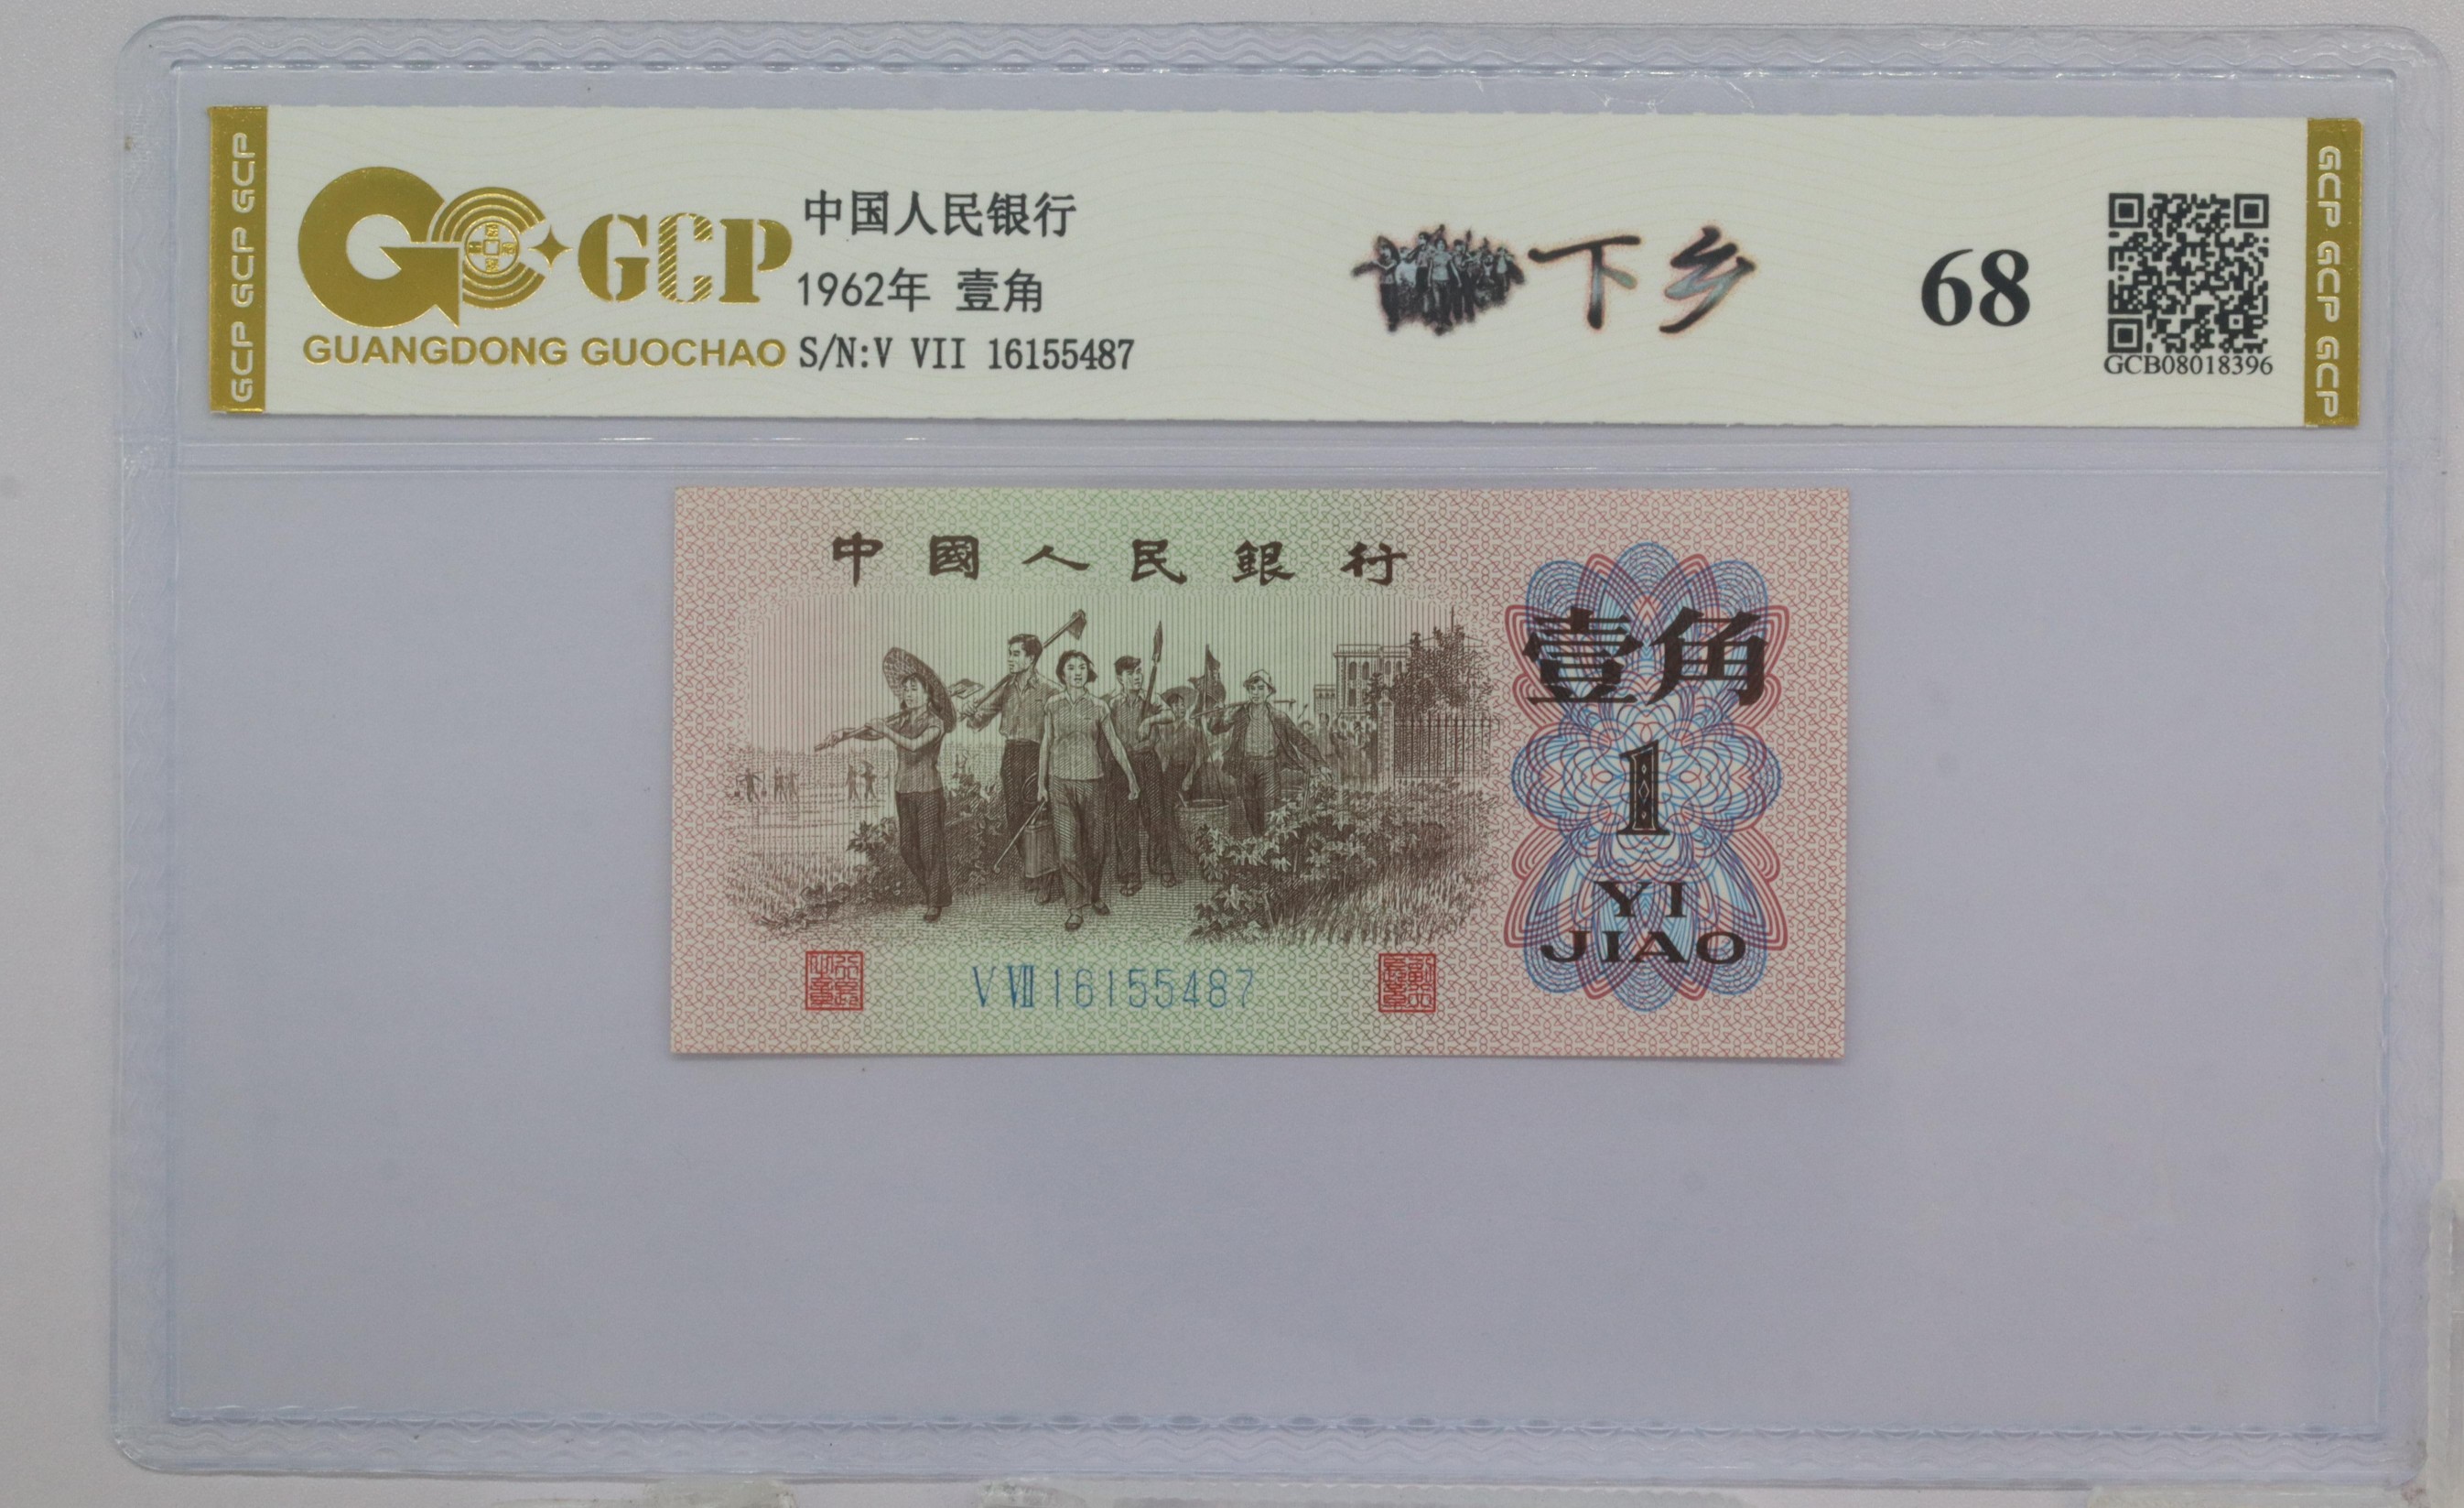 GCP GCP GCP
GCP
GUANGDONG GUOCHAO
中国人民银行
1962年 壹角
S/N:V VII 16155487
下乡
68
GCB08018396
GCP GCP GCP
中國人民銀行
壹角
1
YI
JIAO
V VII 16155487